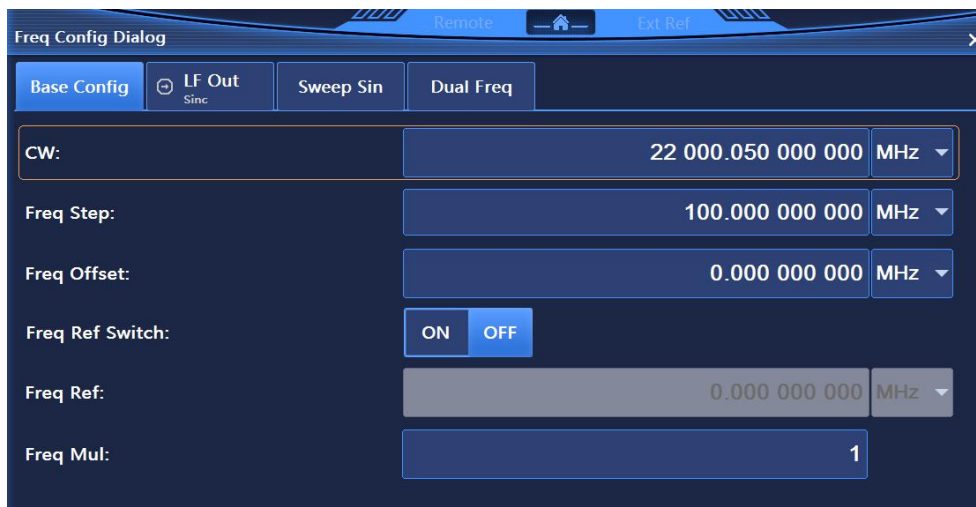 Remote Ext Ref
Freq Config Dialog
Base Config LF Out Sweep Sin Dual Freq
Sinc
CW: 22 000.050 000 000 MHz
Freq Step: 100.000 000 000 MHz
Freq Offset: 0.000 000 000 MHz
Freq Ref Switch: ON OFF
Freq Ref: 0.000 000 000 MHz
Freq Mul: 1